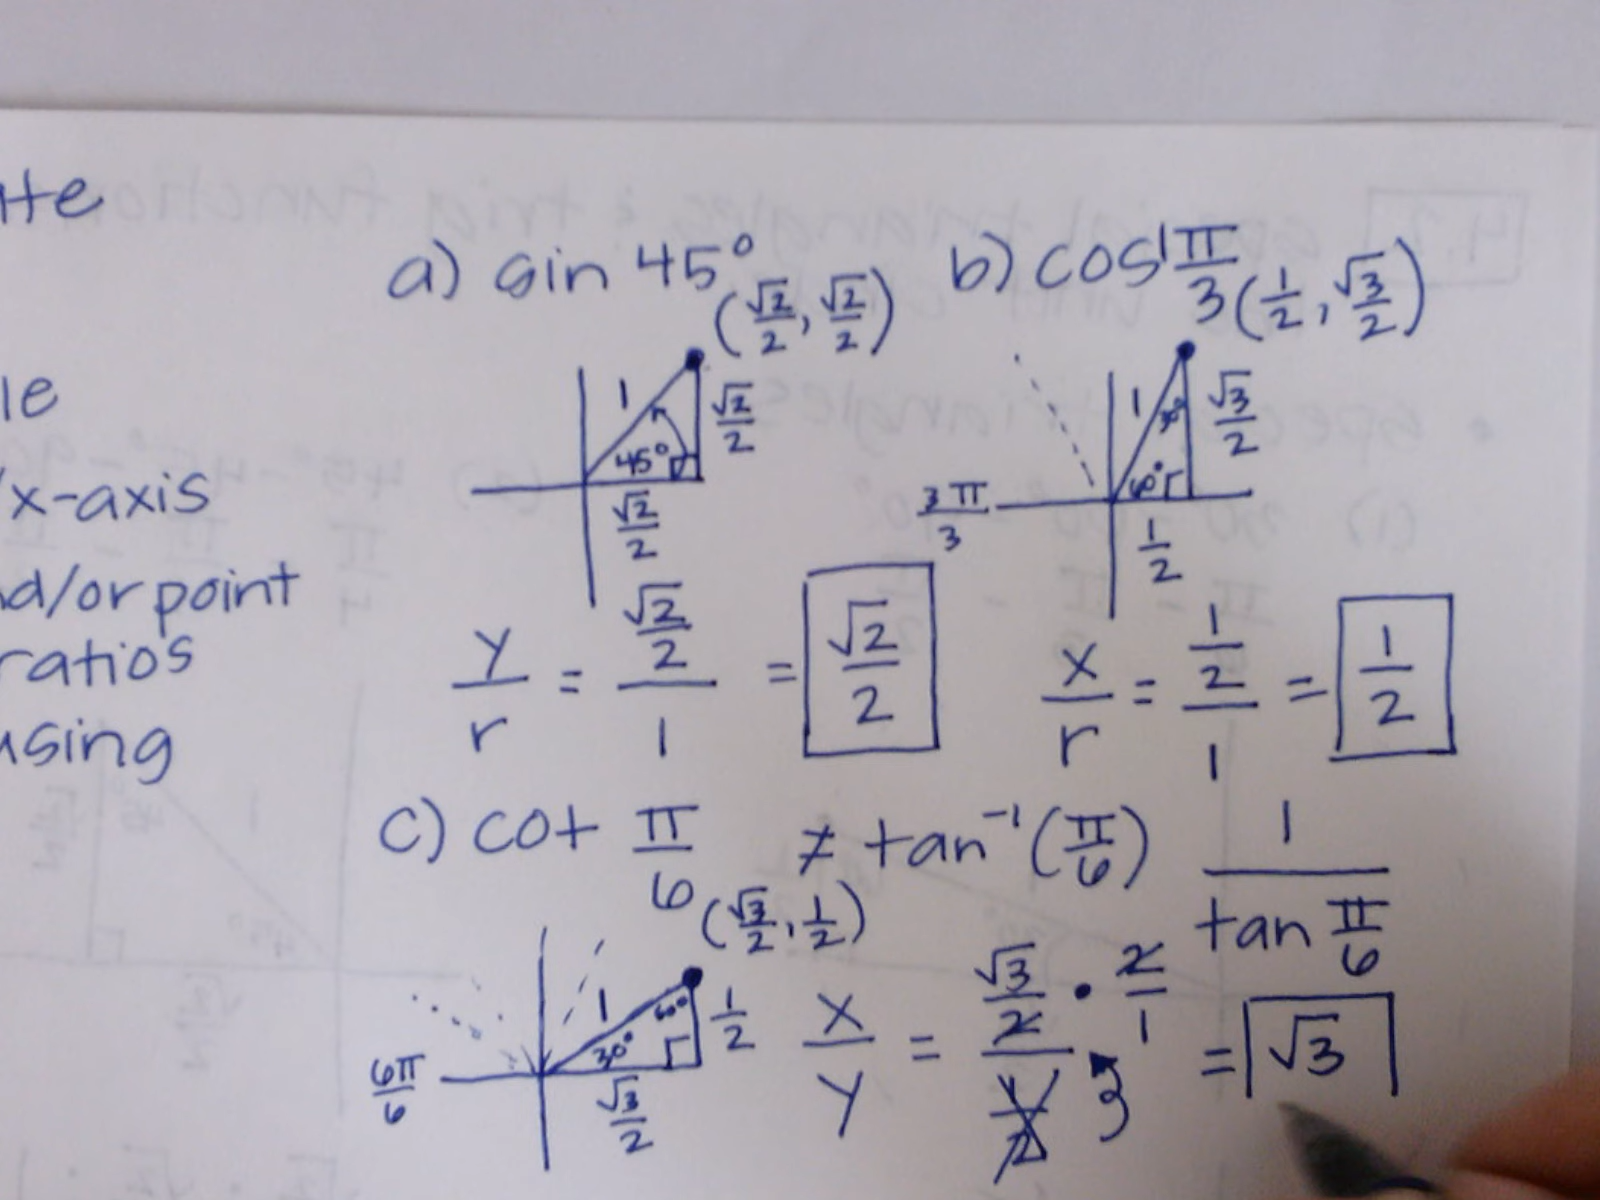 te
le
/x-axis
d/or point
ratios
using
a) sin 45°
(√2/2, √2/2)
1
√2/2
45°
√2/2
y/r = (√2/2)/1 = √2/2
b) cos π/3
(1/2, √3/2)
1
30°
√3/2
60°
3π/3
1/2
x/r = (1/2)/1 = 1/2
c) cot π/6 ≠ tan⁻¹(π/6) 1/(tan π/6)
(√3/2, 1/2)
1
60°
1/2
30°
6π/6
√3/2
x/y = (√3/2)/(1/2) · 2/1 = √3